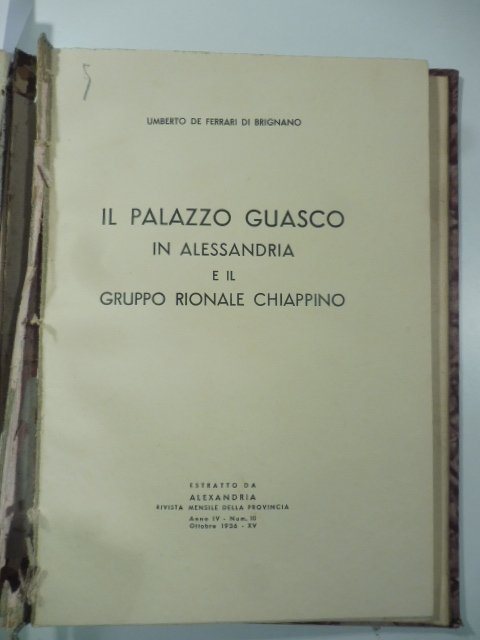 UMBERTO DE FERRARI DI BRIGNANO
IL PALAZZO GUASCO
IN ALESSANDRIA
E IL
GRUPPO RIONALE CHIAPPINO
ESTRATTO DA
ALEXANDRIA
RIVISTA MENSILE DELLA PROVINCIA
Anno IV - Num. 10
Ottobre 1936 - XV